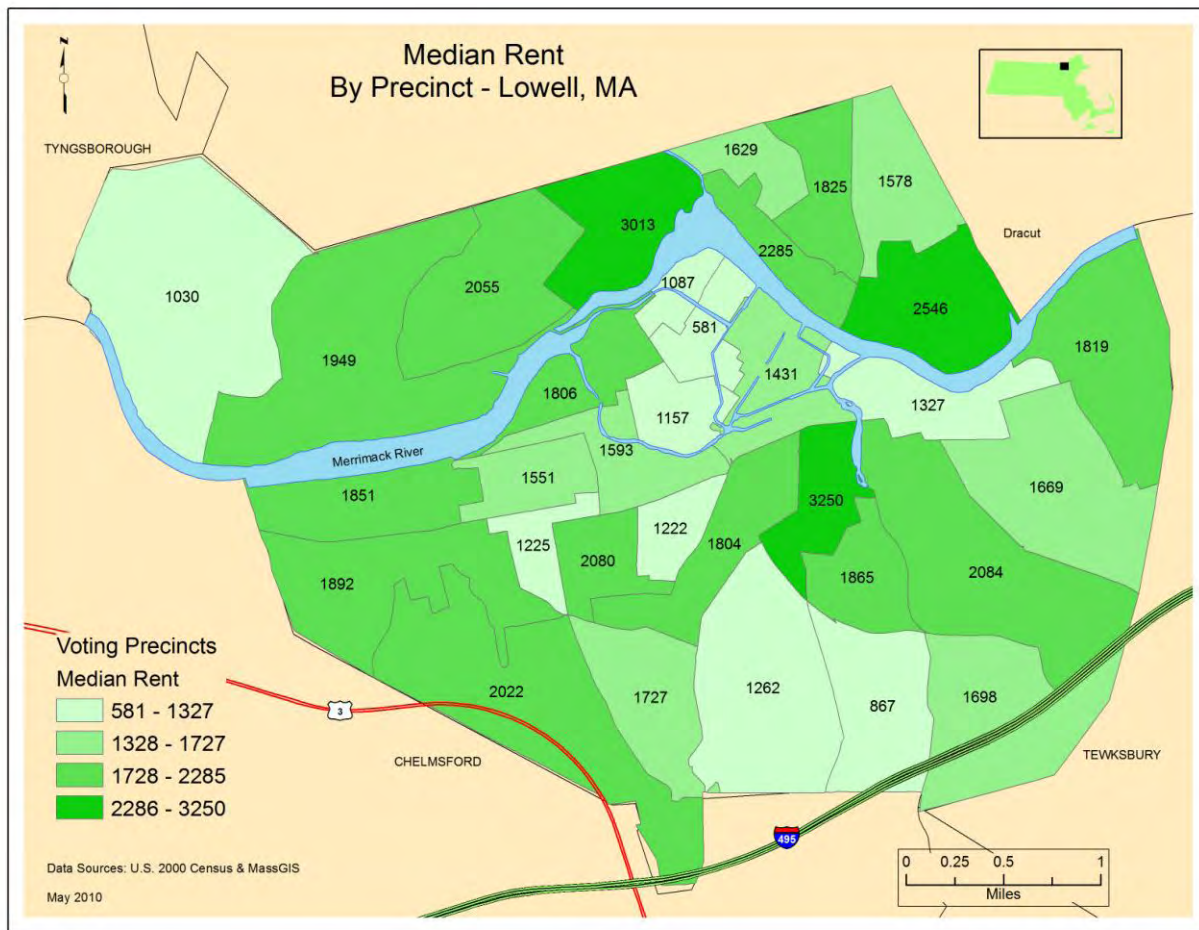 Median Rent
By Precinct - Lowell, MA
TYNGSBOROUGH
1629
1825
1578
3013
Dracut
2285
1087
2055
1030
2546
581
1949
1819
1431
1806
1327
1157
1593
Merrimack River
1551
1669
1851
3250
1222
1225
1804
2080
1865
2084
1892
Voting Precincts
Median Rent
581 - 1327
1328 - 1727
1728 - 2285
2286 - 3250
2022
1727
1262
867
1698
3
CHELMSFORD
TEWKSBURY
495
Data Sources: U.S. 2000 Census & MassGIS
May 2010
0 0.25 0.5 1
Miles